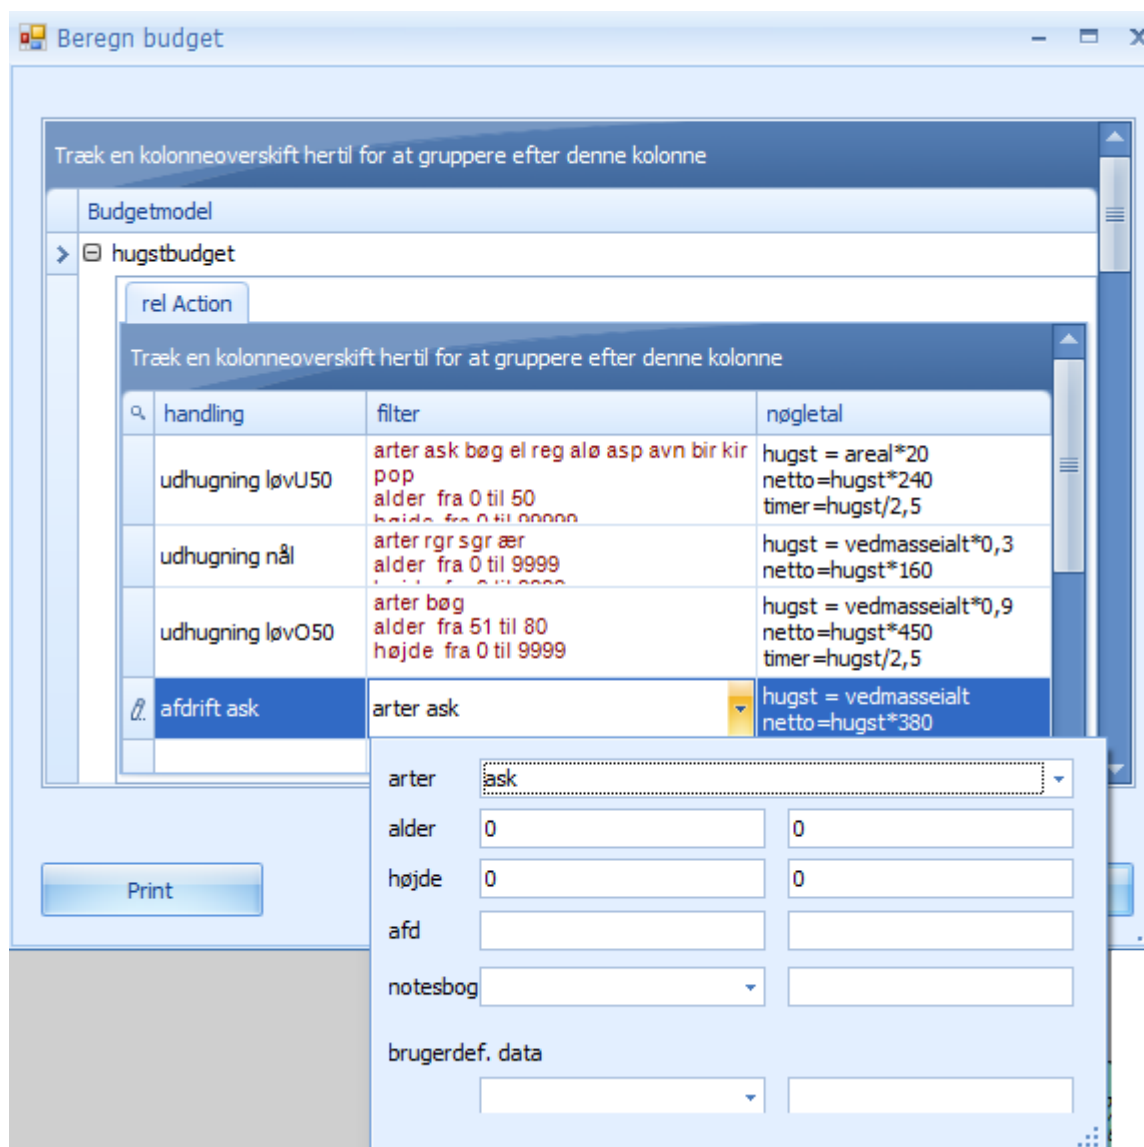 Beregn budget
Træk en kolonneoverskift hertil for at gruppere efter denne kolonne
Budgetmodel
hugstbudget
rel Action
Træk en kolonneoverskift hertil for at gruppere efter denne kolonne
handling filter nøgletal
udhugning løvU50
arter ask bøg el reg alø asp avn bir kir
pop
alder fra 0 til 50
højde fra 0 til 99999
hugst = areal*20
netto=hugst*240
timer=hugst/2,5
udhugning nål
arter rgr sgr ær
alder fra 0 til 9999
hugst = vedmasseialt*0,3
netto=hugst*160
udhugning løvO50
arter bøg
alder fra 51 til 80
højde fra 0 til 9999
hugst = vedmasseialt*0,9
netto=hugst*450
timer=hugst/2,5
afdrift ask
arter ask
hugst = vedmasseialt
netto=hugst*380
arter ask
alder 0 0
højde 0 0
afd
notesbog
brugerdef. data
Print